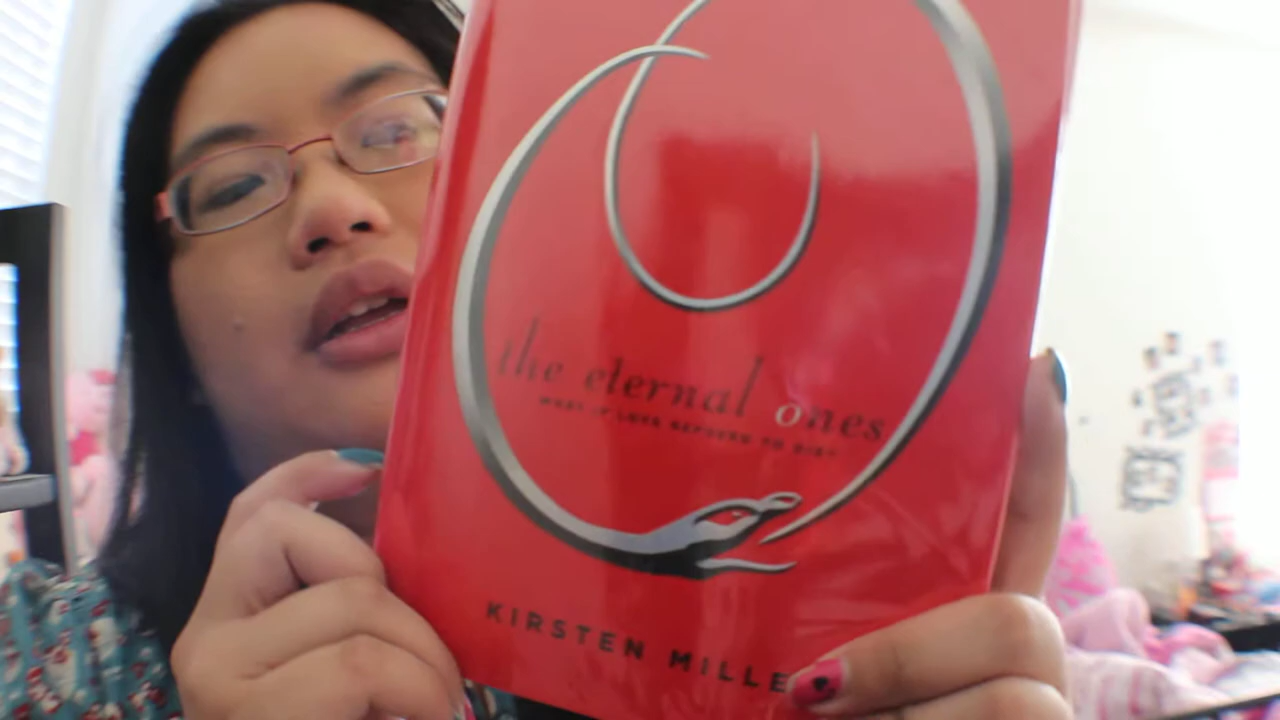 the eternal ones
WHAT IF LOVE REFUSED TO DIE?
KIRSTEN MILLE